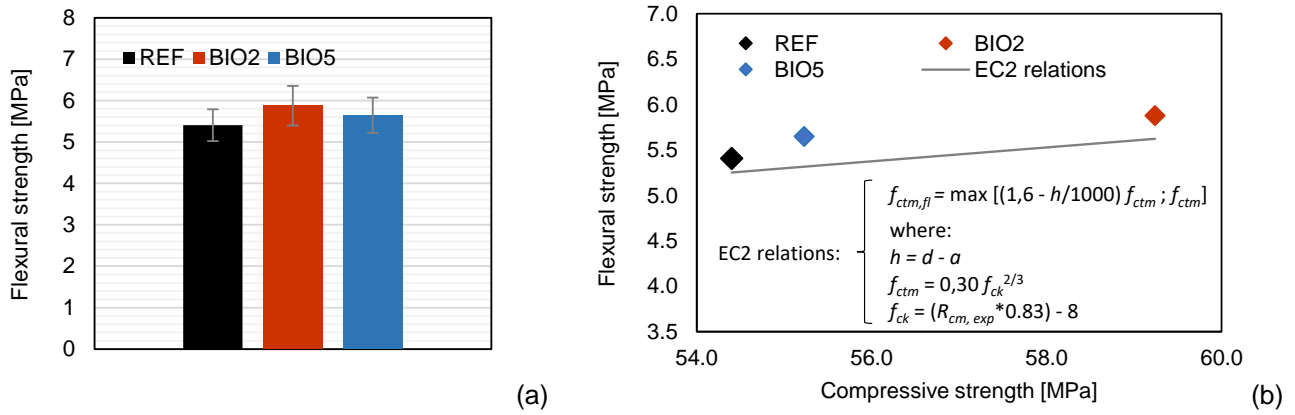 Flexural strength [MPa]
8
7
6
5
4
3
2
1
0
REF BIO2 BIO5
(a)
Flexural strength [MPa]
7.0
6.5
6.0
5.5
5.0
4.5
4.0
3.5
REF BIO2
BIO5 EC2 relations
EC2 relations:
f_ctm,fl = max [(1,6 - h/1000) f_ctm ; f_ctm]
where:
h = d - a
f_ctm = 0,30 f_ck^2/3
f_ck = (R_cm, exp*0.83) - 8
54.0 56.0 58.0 60.0
Compressive strength [MPa]
(b)